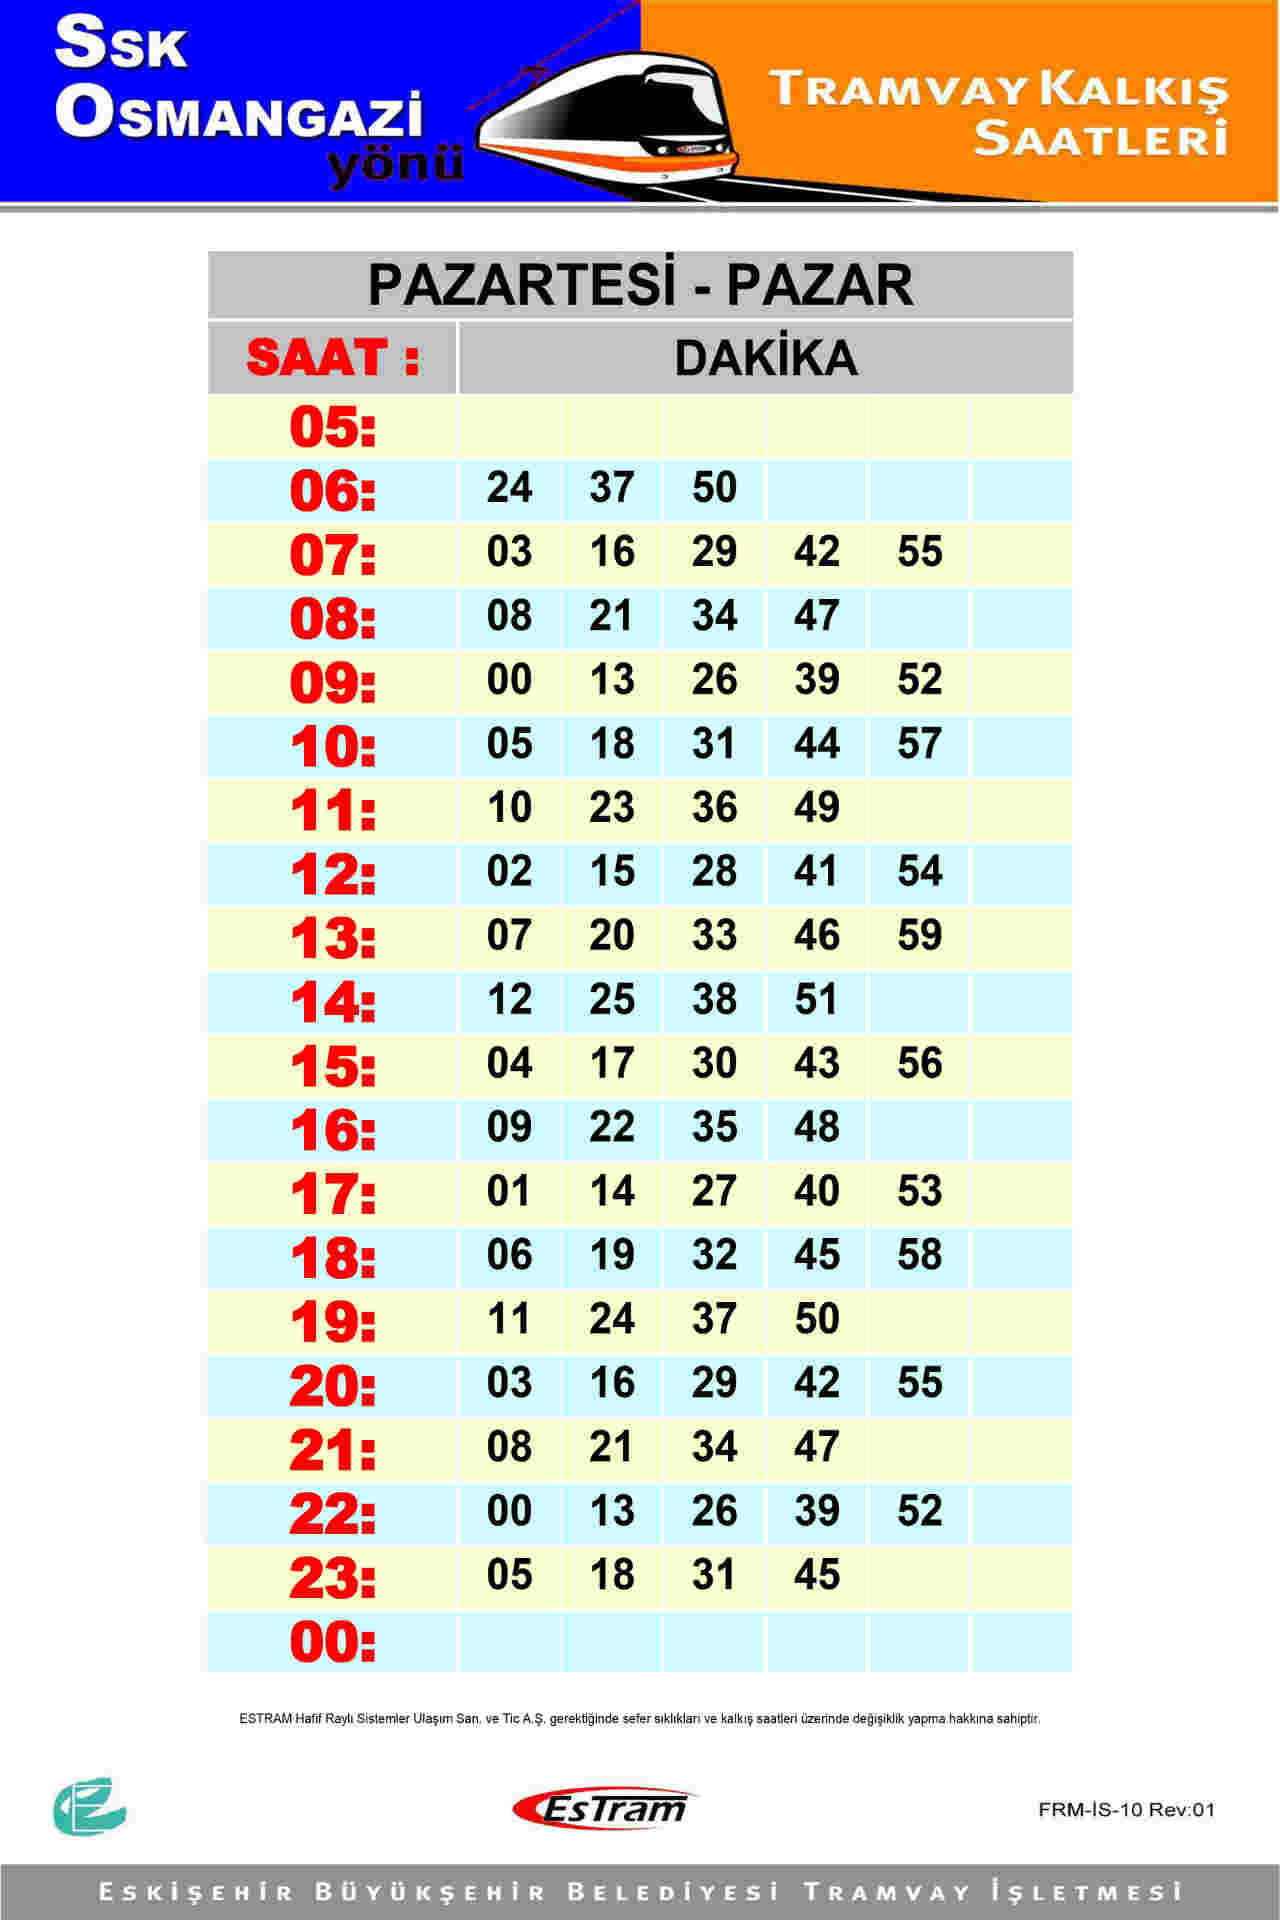 SSK
OSMANGAZİ
yönü
TRAMVAY KALKIŞ
SAATLERİ
PAZARTESİ - PAZAR
SAAT : DAKİKA
05:
06: 24 37 50
07: 03 16 29 42 55
08: 08 21 34 47
09: 00 13 26 39 52
10: 05 18 31 44 57
11: 10 23 36 49
12: 02 15 28 41 54
13: 07 20 33 46 59
14: 12 25 38 51
15: 04 17 30 43 56
16: 09 22 35 48
17: 01 14 27 40 53
18: 06 19 32 45 58
19: 11 24 37 50
20: 03 16 29 42 55
21: 08 21 34 47
22: 00 13 26 39 52
23: 05 18 31 45
00:
ESTRAM Hafif Raylı Sistemler Ulaşım San. ve Tic A.Ş. gerektiğinde sefer sıklıkları ve kalkış saatleri üzerinde değişiklik yapma hakkına sahiptir.
EsTram
FRM-İS-10 Rev:01
ESKİŞEHİR BÜYÜKŞEHİR BELEDİYESİ TRAMVAY İŞLETMESİ